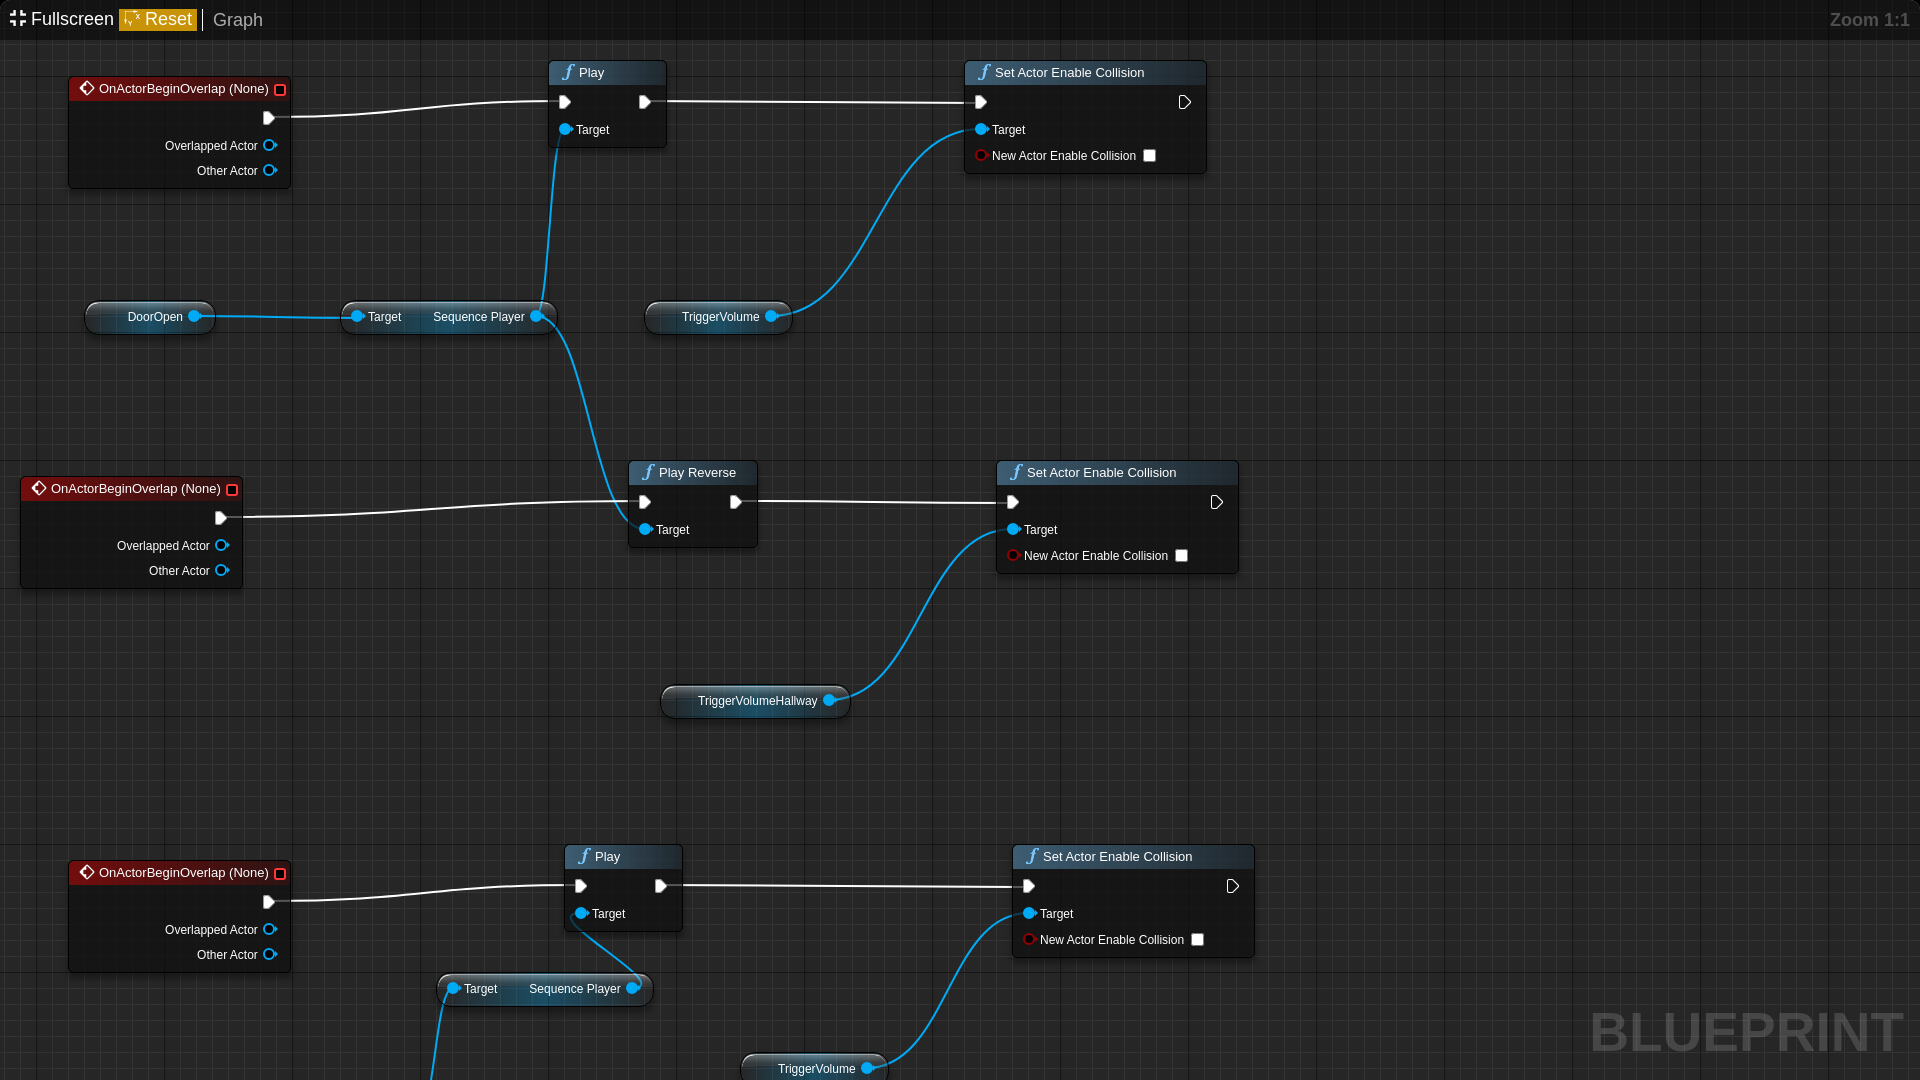 Fullscreen Reset Graph Zoom 1:1
Play
Set Actor Enable Collision
OnActorBeginOverlap (None)
Target
Target
Overlapped Actor
New Actor Enable Collision
Other Actor
DoorOpen
Target Sequence Player
TriggerVolume
Play Reverse
Set Actor Enable Collision
OnActorBeginOverlap (None)
Target
Target
Overlapped Actor
New Actor Enable Collision
Other Actor
TriggerVolumeHallway
Play
Set Actor Enable Collision
OnActorBeginOverlap (None)
Target
Target
Overlapped Actor
New Actor Enable Collision
Other Actor
Target Sequence Player
TriggerVolume
BLUEPRINT